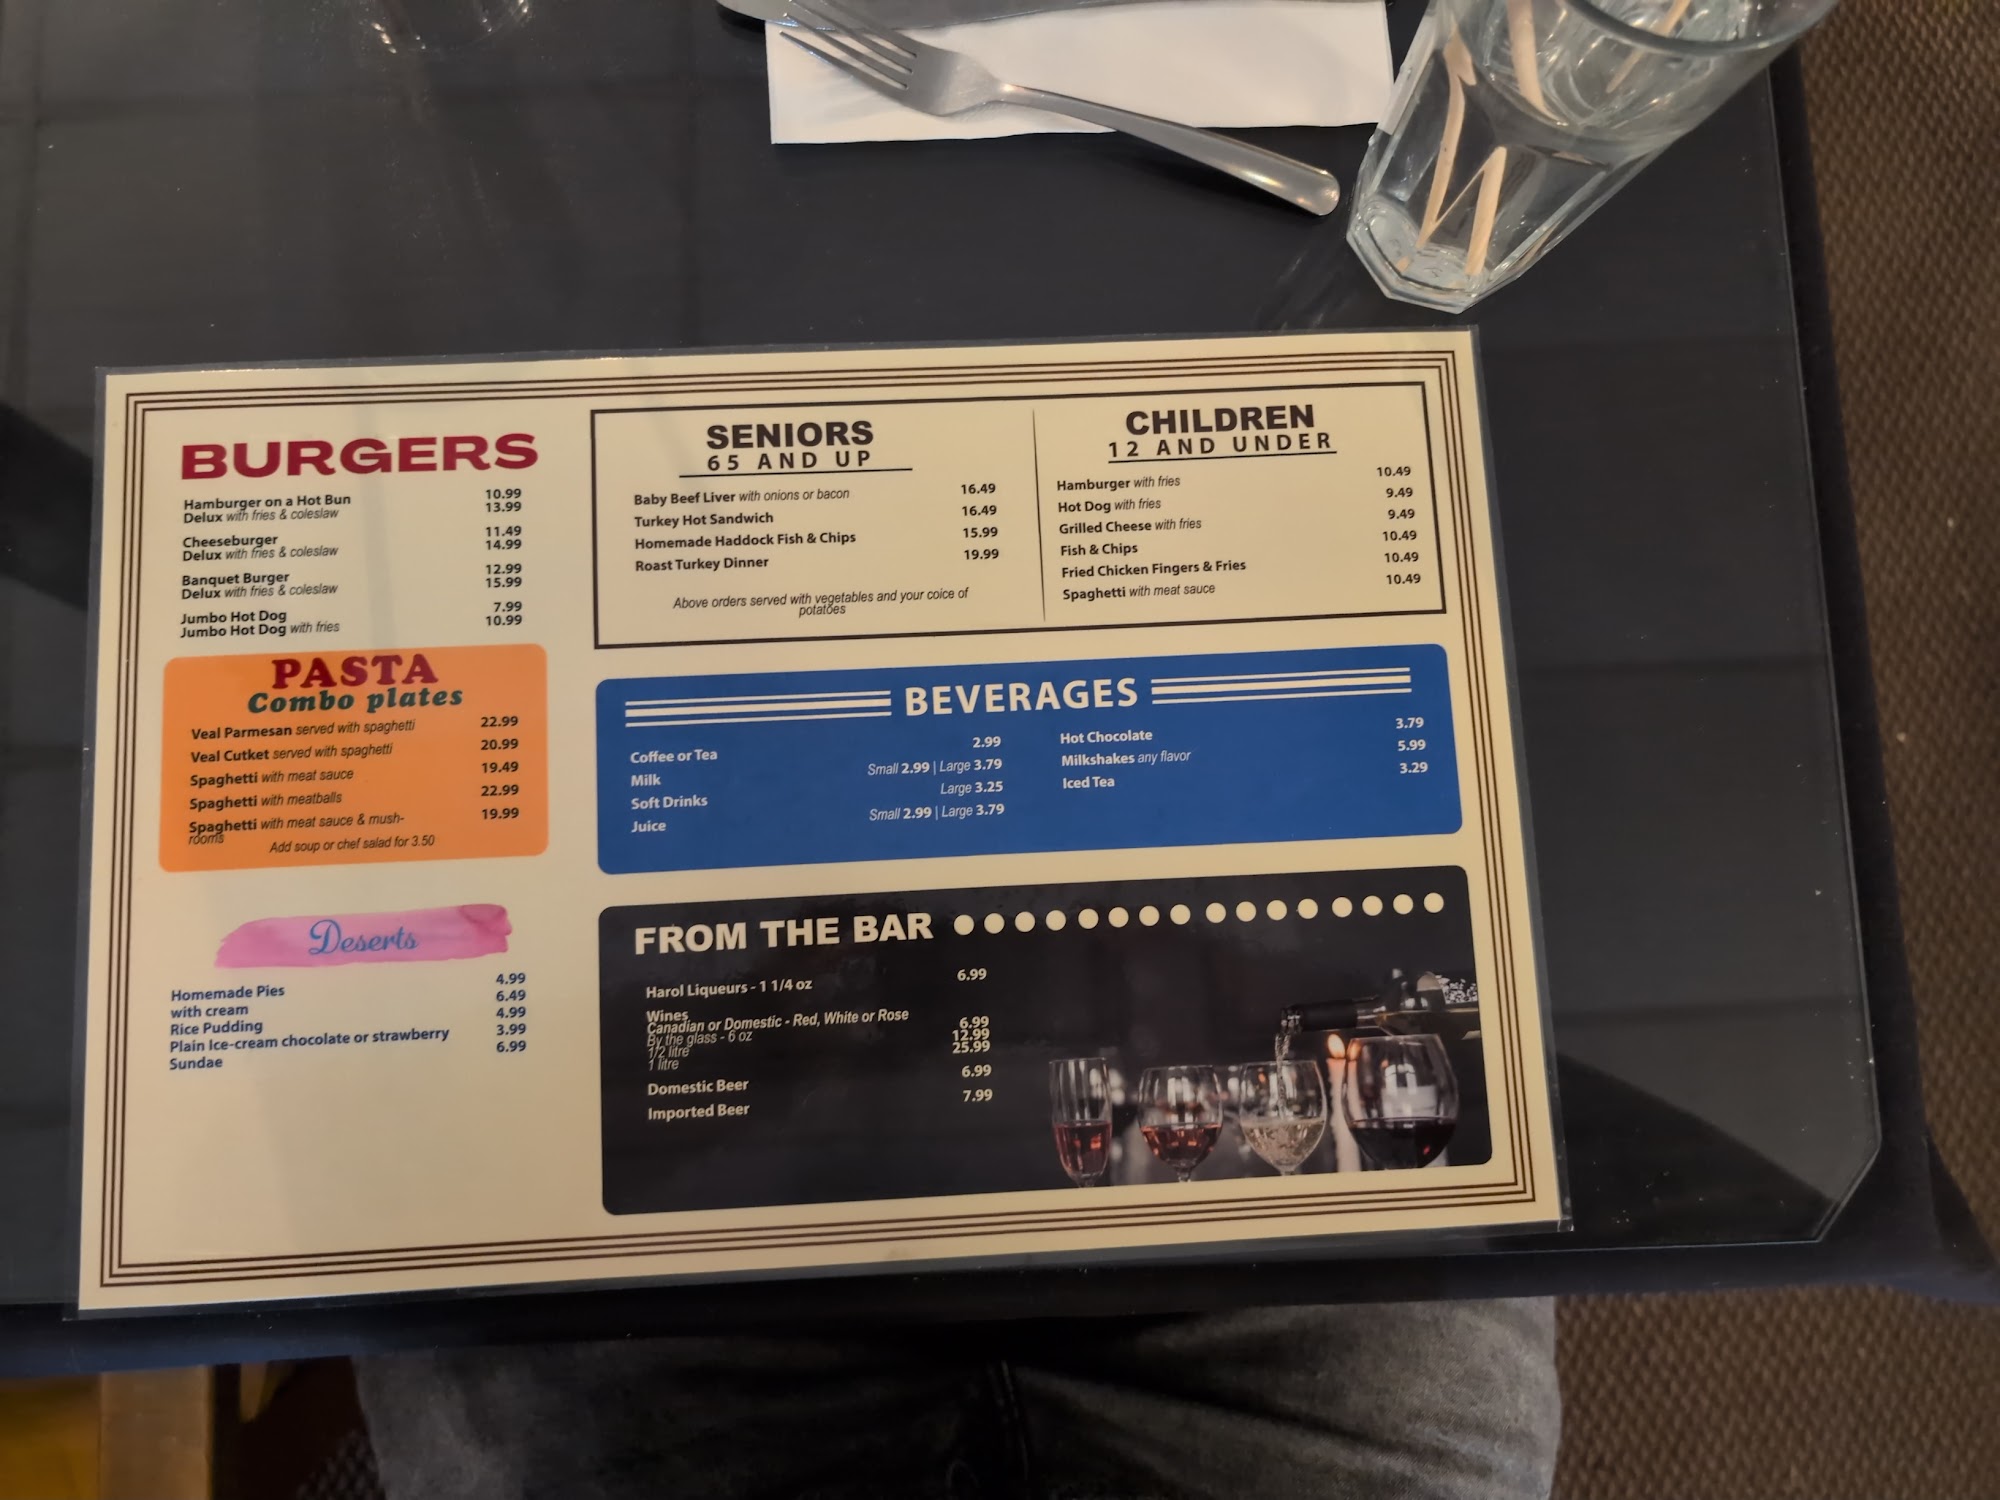 BURGERS
Hamburger on a Hot Bun 10.99
Delux with fries & coleslaw 13.99
Cheeseburger 11.49
Delux with fries & coleslaw 14.99
Banquet Burger 12.99
Delux with fries & coleslaw 15.99
Jumbo Hot Dog 7.99
Jumbo Hot Dog with fries 10.99
PASTA
Combo plates
Veal Parmesan served with spaghetti 22.99
Veal Cutket served with spaghetti 20.99
Spaghetti with meat sauce 19.49
Spaghetti with meatballs 22.99
Spaghetti with meat sauce & mush- 19.99
rooms
Add soup or chef salad for 3.50
Deserts
Homemade Pies 4.99
with cream 6.49
Rice Pudding 4.99
Plain Ice-cream chocolate or strawberry 3.99
Sundae 6.99
SENIORS
65 AND UP
Baby Beef Liver with onions or bacon 16.49
Turkey Hot Sandwich 16.49
Homemade Haddock Fish & Chips 15.99
Roast Turkey Dinner 19.99
Above orders served with vegetables and your coice of
potatoes
CHILDREN
12 AND UNDER
Hamburger with fries 10.49
Hot Dog with fries 9.49
Grilled Cheese with fries 9.49
Fish & Chips 10.49
Fried Chicken Fingers & Fries 10.49
Spaghetti with meat sauce 10.49
BEVERAGES
Coffee or Tea 2.99
Milk Small 2.99 | Large 3.79
Soft Drinks Large 3.25
Juice Small 2.99 | Large 3.79
Hot Chocolate 3.79
Milkshakes any flavor 5.99
Iced Tea 3.29
FROM THE BAR
Harol Liqueurs - 1 1/4 oz 6.99
Wines
Canadian or Domestic - Red, White or Rose
By the glass - 6 oz 6.99
1/2 litre 12.99
1 litre 25.99
Domestic Beer 6.99
Imported Beer 7.99